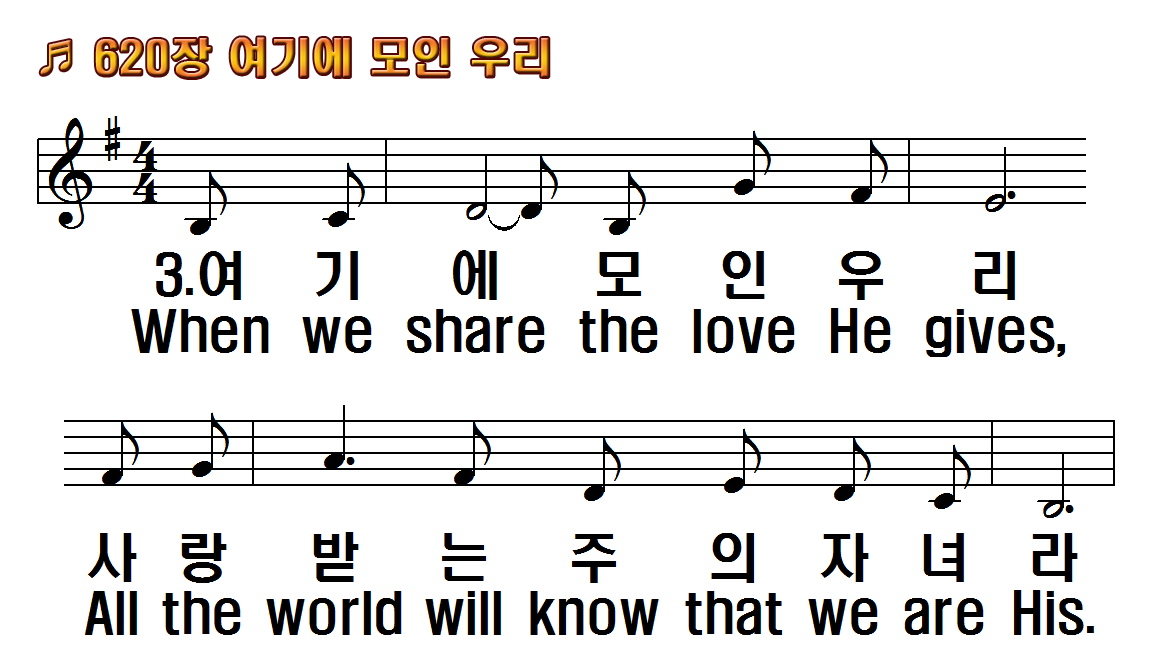 ♬ 620장 여기에 모인 우리
4
4
3.여 기 에 모 인 우 리
When we share the love He gives,
사 랑 받 는 주 의 자 녀 라
All the world will know that we are His.